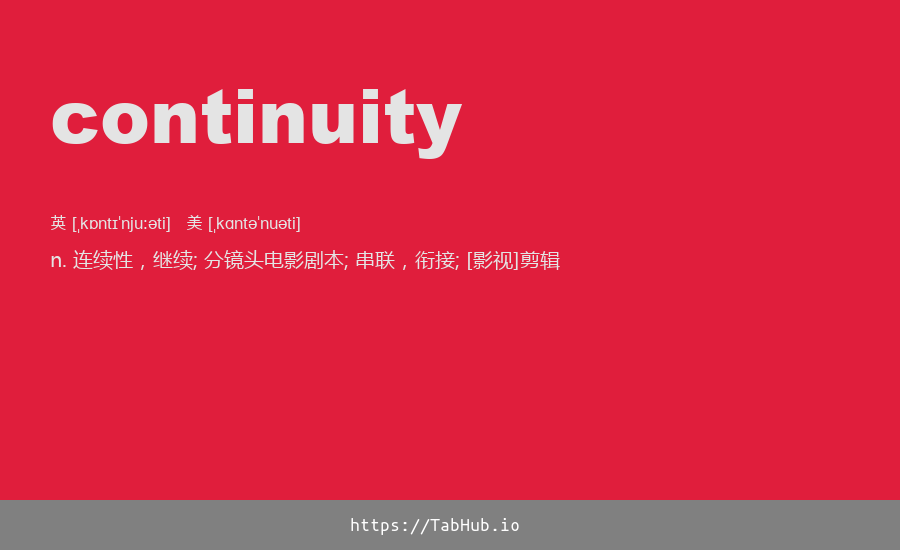 continuity
英 [ˌkɒntɪˈnjuːəti] 美 [ˌkɑntəˈnuəti]
n. 连续性，继续; 分镜头电影剧本; 串联，衔接; [影视]剪辑
https://TabHub.io